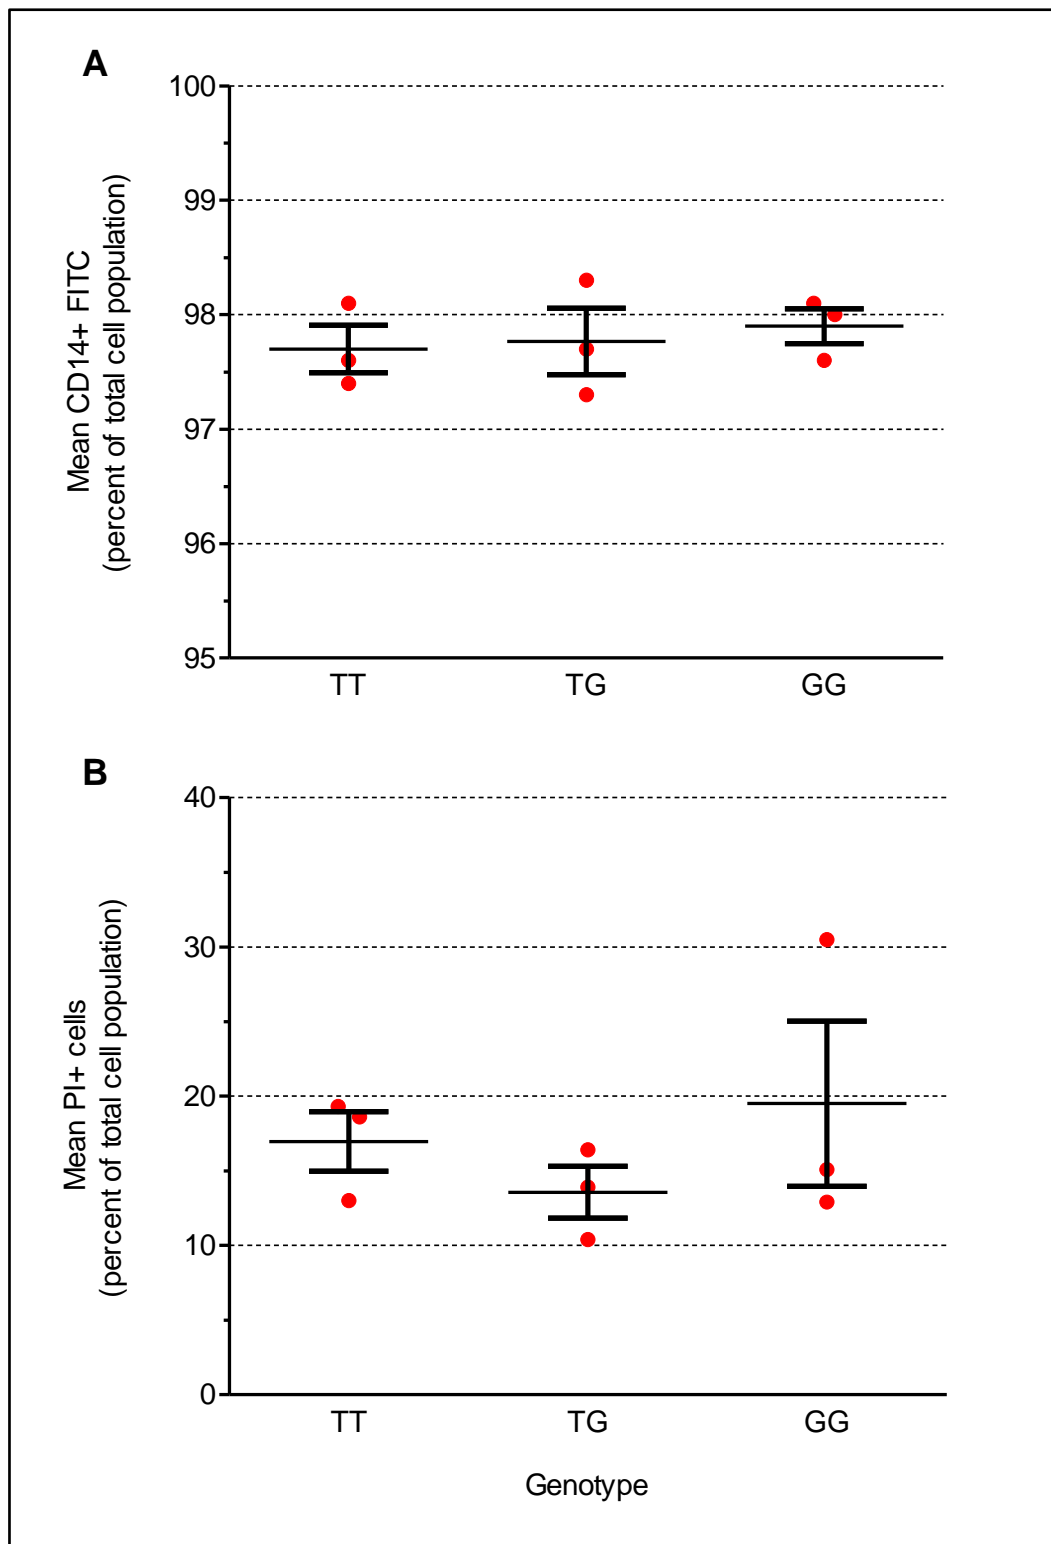 A
Mean CD14+ FITC
(percent of total cell population)
100
99
98
97
96
95
TT TG GG
B
Mean PI+ cells
(percent of total cell population)
40
30
20
10
0
TT TG GG
Genotype